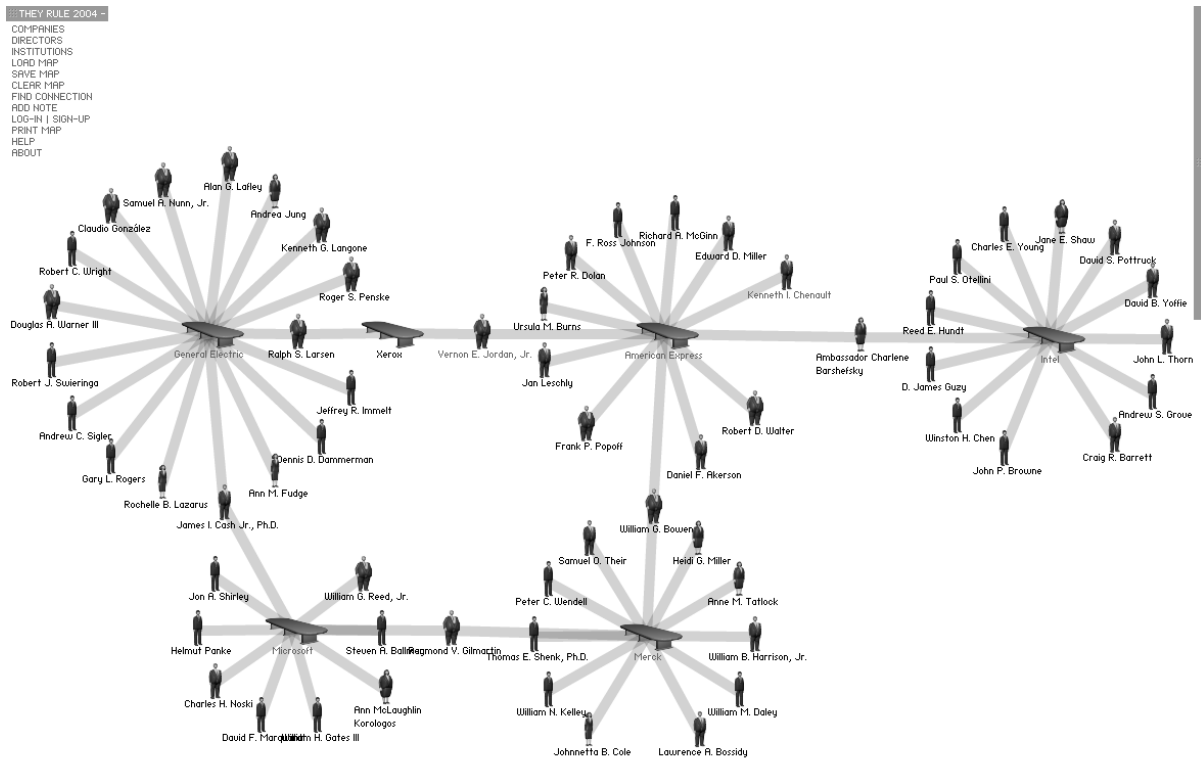 THEY RULE 2004 -
COMPANIES
DIRECTORS
INSTITUTIONS
LOAD MAP
SAVE MAP
CLEAR MAP
FIND CONNECTION
ADD NOTE
LOG-IN | SIGN-UP
PRINT MAP
HELP
ABOUT
Alan G. Lafley
Samuel A. Nunn, Jr.
Andrea Jung
Claudio González
Kenneth G. Langone
Robert C. Wright
Roger S. Penske
Douglas A. Warner III
General Electric
Ralph S. Larsen
Xerox
Robert J. Swieringa
Jeffrey R. Immelt
Andrew C. Sigler
Dennis D. Dammerman
Gary L. Rogers
Ann M. Fudge
Rochelle B. Lazarus
James I. Cash Jr., Ph.D.
Richard A. McGinn
F. Ross Johnson
Edward D. Miller
Peter R. Dolan
Kenneth I. Chenault
Ursula M. Burns
Vernon E. Jordan, Jr.
American Express
Jan Leschly
Robert D. Walter
Frank P. Popoff
Daniel F. Akerson
Ambassador Charlene
Barshefsky
Jane E. Shaw
Charles E. Young
David S. Pottruck
Paul S. Otellini
David B. Yoffie
Reed E. Hundt
Intel
John L. Thorn
D. James Guzy
Andrew S. Grove
Winston H. Chen
Craig R. Barrett
John P. Browne
William G. Bowen
Samuel O. Their
Heidi G. Miller
Peter C. Wendell
Anne M. Tatlock
Thomas E. Shenk, Ph.D.
Merck
William B. Harrison, Jr.
William N. Kelley
William M. Daley
Johnnetta B. Cole
Lawrence A. Bossidy
Jon A. Shirley
William G. Reed, Jr.
Helmut Panke
Microsoft
Steven A. Ballmer
Raymond V. Gilmartin
Charles H. Noski
Ann McLaughlin
Korologos
David F. Marquardt
William H. Gates III